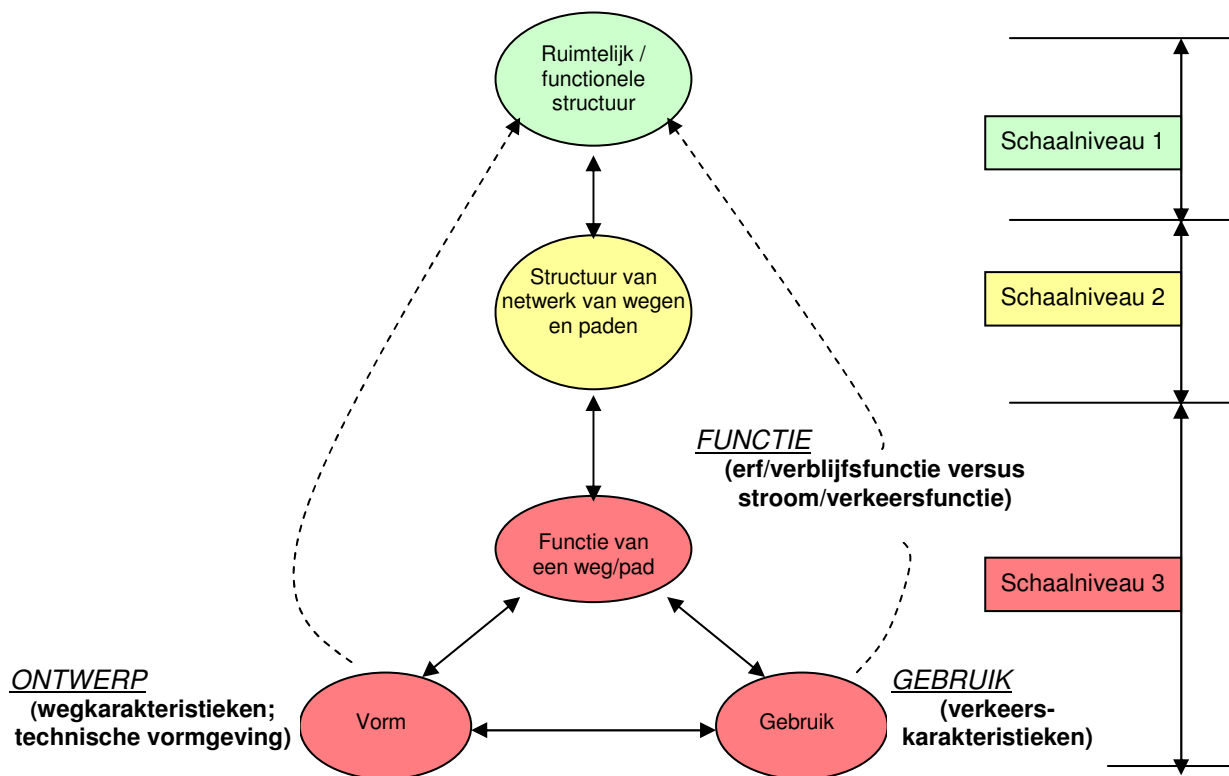 Ruimtelijk /
functionele
structuur
Schaalniveau 1
Structuur van
netwerk van wegen
en paden
Schaalniveau 2
FUNCTIE
(erf/verblijfsfunctie versus
stroom/verkeersfunctie)
Functie van
een weg/pad
Schaalniveau 3
ONTWERP
(wegkarakteristieken;
technische vormgeving)
Vorm
Gebruik
GEBRUIK
(verkeers-
karakteristieken)